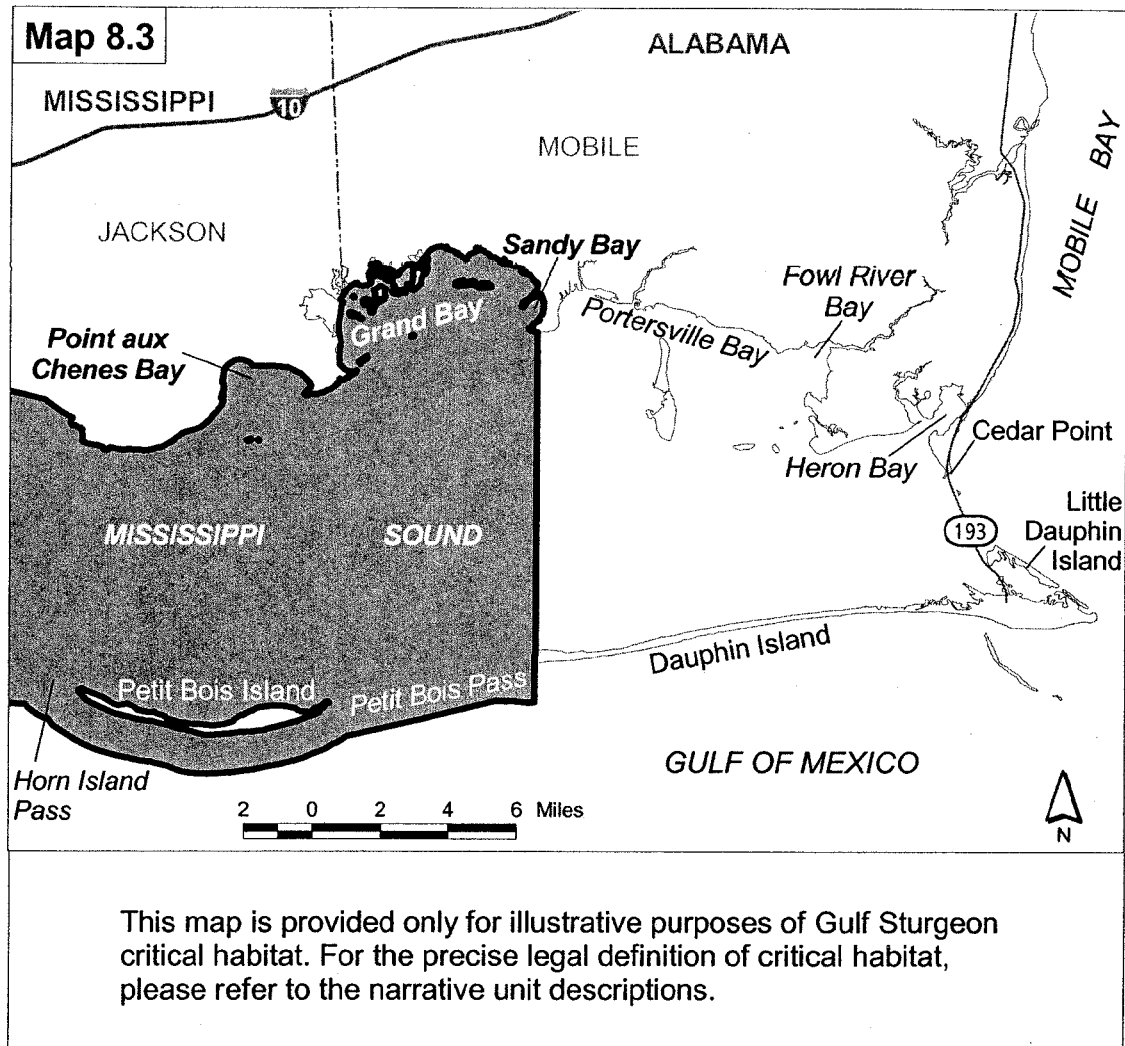 Map 8.3
ALABAMA
MISSISSIPPI
10
MOBILE
MOBILE BAY
JACKSON
Sandy Bay
Fowl River
Bay
Grand Bay
Portersville Bay
Point aux
Chenes Bay
Cedar Point
Heron Bay
Little
Dauphin
Island
193
MISSISSIPPI SOUND
Dauphin Island
Petit Bois Island
Petit Bois Pass
GULF OF MEXICO
Horn Island
Pass
2 0 2 4 6 Miles
N
This map is provided only for illustrative purposes of Gulf Sturgeon
critical habitat. For the precise legal definition of critical habitat,
please refer to the narrative unit descriptions.